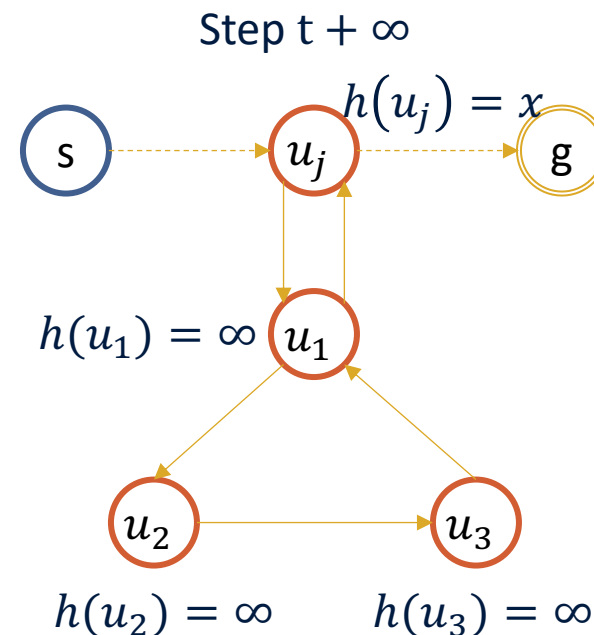 Step t + ∞
h(u_j) = x
s
u_j
g
h(u_1) = ∞
u_1
u_2
u_3
h(u_2) = ∞
h(u_3) = ∞